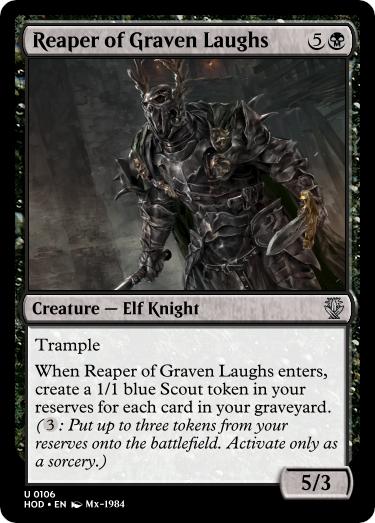 Reaper of Graven Laughs 5
Creature — Elf Knight
Trample
When Reaper of Graven Laughs enters,
create a 1/1 blue Scout token in your
reserves for each card in your graveyard.
(3: Put up to three tokens from your
reserves onto the battlefield. Activate only as
a sorcery.)
5/3
U 0106
HOD • EN Mx-1984